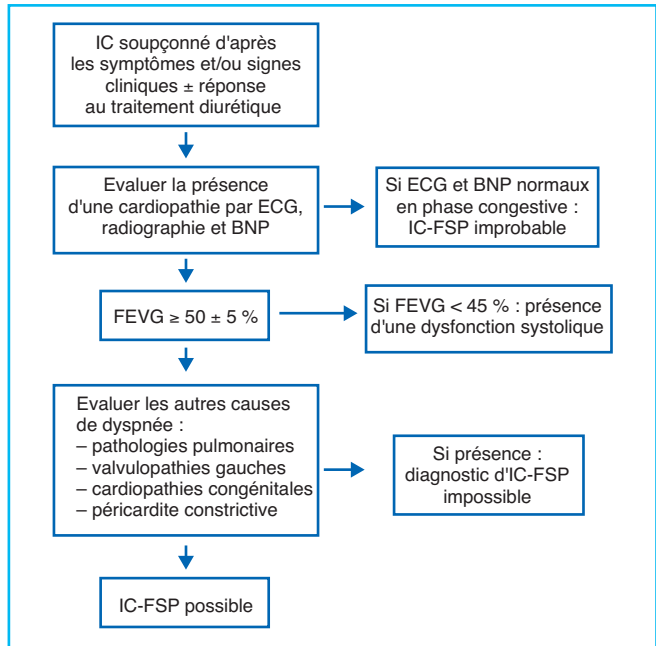 IC soupçonné d'après
les symptômes et/ou signes
cliniques ± réponse
au traitement diurétique
Evaluer la présence
d'une cardiopathie par ECG,
radiographie et BNP
Si ECG et BNP normaux
en phase congestive :
IC-FSP improbable
FEVG ≥ 50 ± 5 %
Si FEVG < 45 % : présence
d'une dysfonction systolique
Evaluer les autres causes
de dyspnée :
– pathologies pulmonaires
– valvulopathies gauches
– cardiopathies congénitales
– péricardite constrictive
Si présence :
diagnostic d'IC-FSP
impossible
IC-FSP possible